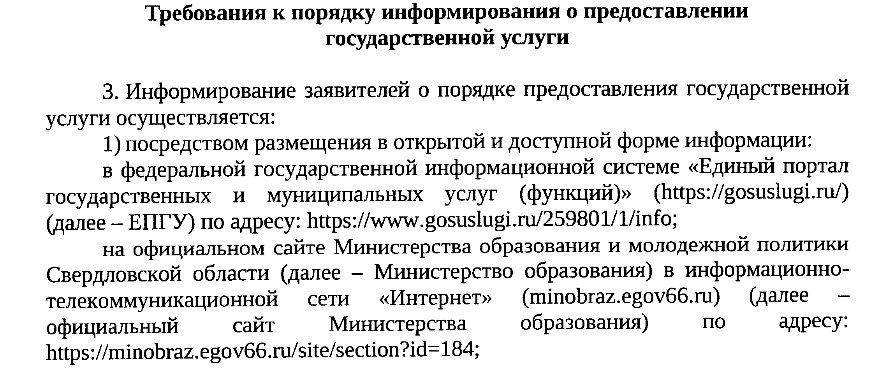 Требования к порядку информирования о предоставлении
государственной услуги
3. Информирование заявителей о порядке предоставления государственной
услуги осуществляется:
1) посредством размещения в открытой и доступной форме информации:
в федеральной государственной информационной системе «Единый портал
государственных и муниципальных услуг (функций)» (https://gosuslugi.ru/)
(далее – ЕПГУ) по адресу: https://www.gosuslugi.ru/259801/1/info;
на официальном сайте Министерства образования и молодежной политики
Свердловской области (далее – Министерство образования) в информационно-
телекоммуникационной сети «Интернет» (minobraz.egov66.ru) (далее –
официальный сайт Министерства образования) по адресу:
https://minobraz.egov66.ru/site/section?id=184;